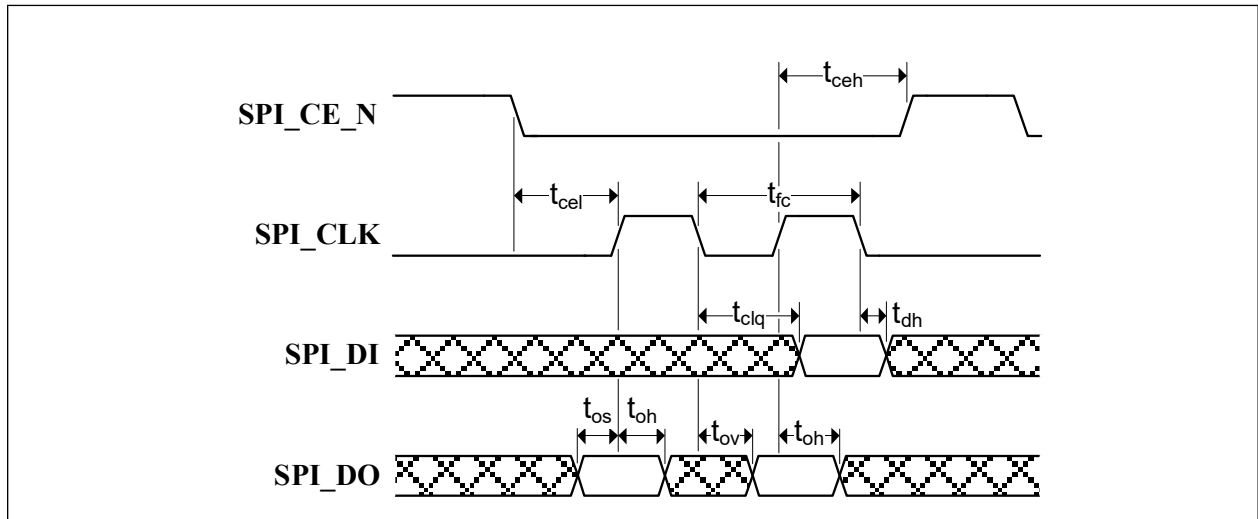 t_ceh
SPI_CE_N
t_cel
t_fc
SPI_CLK
t_clq
t_dh
SPI_DI
t_os
t_oh
t_ov
t_oh
SPI_DO